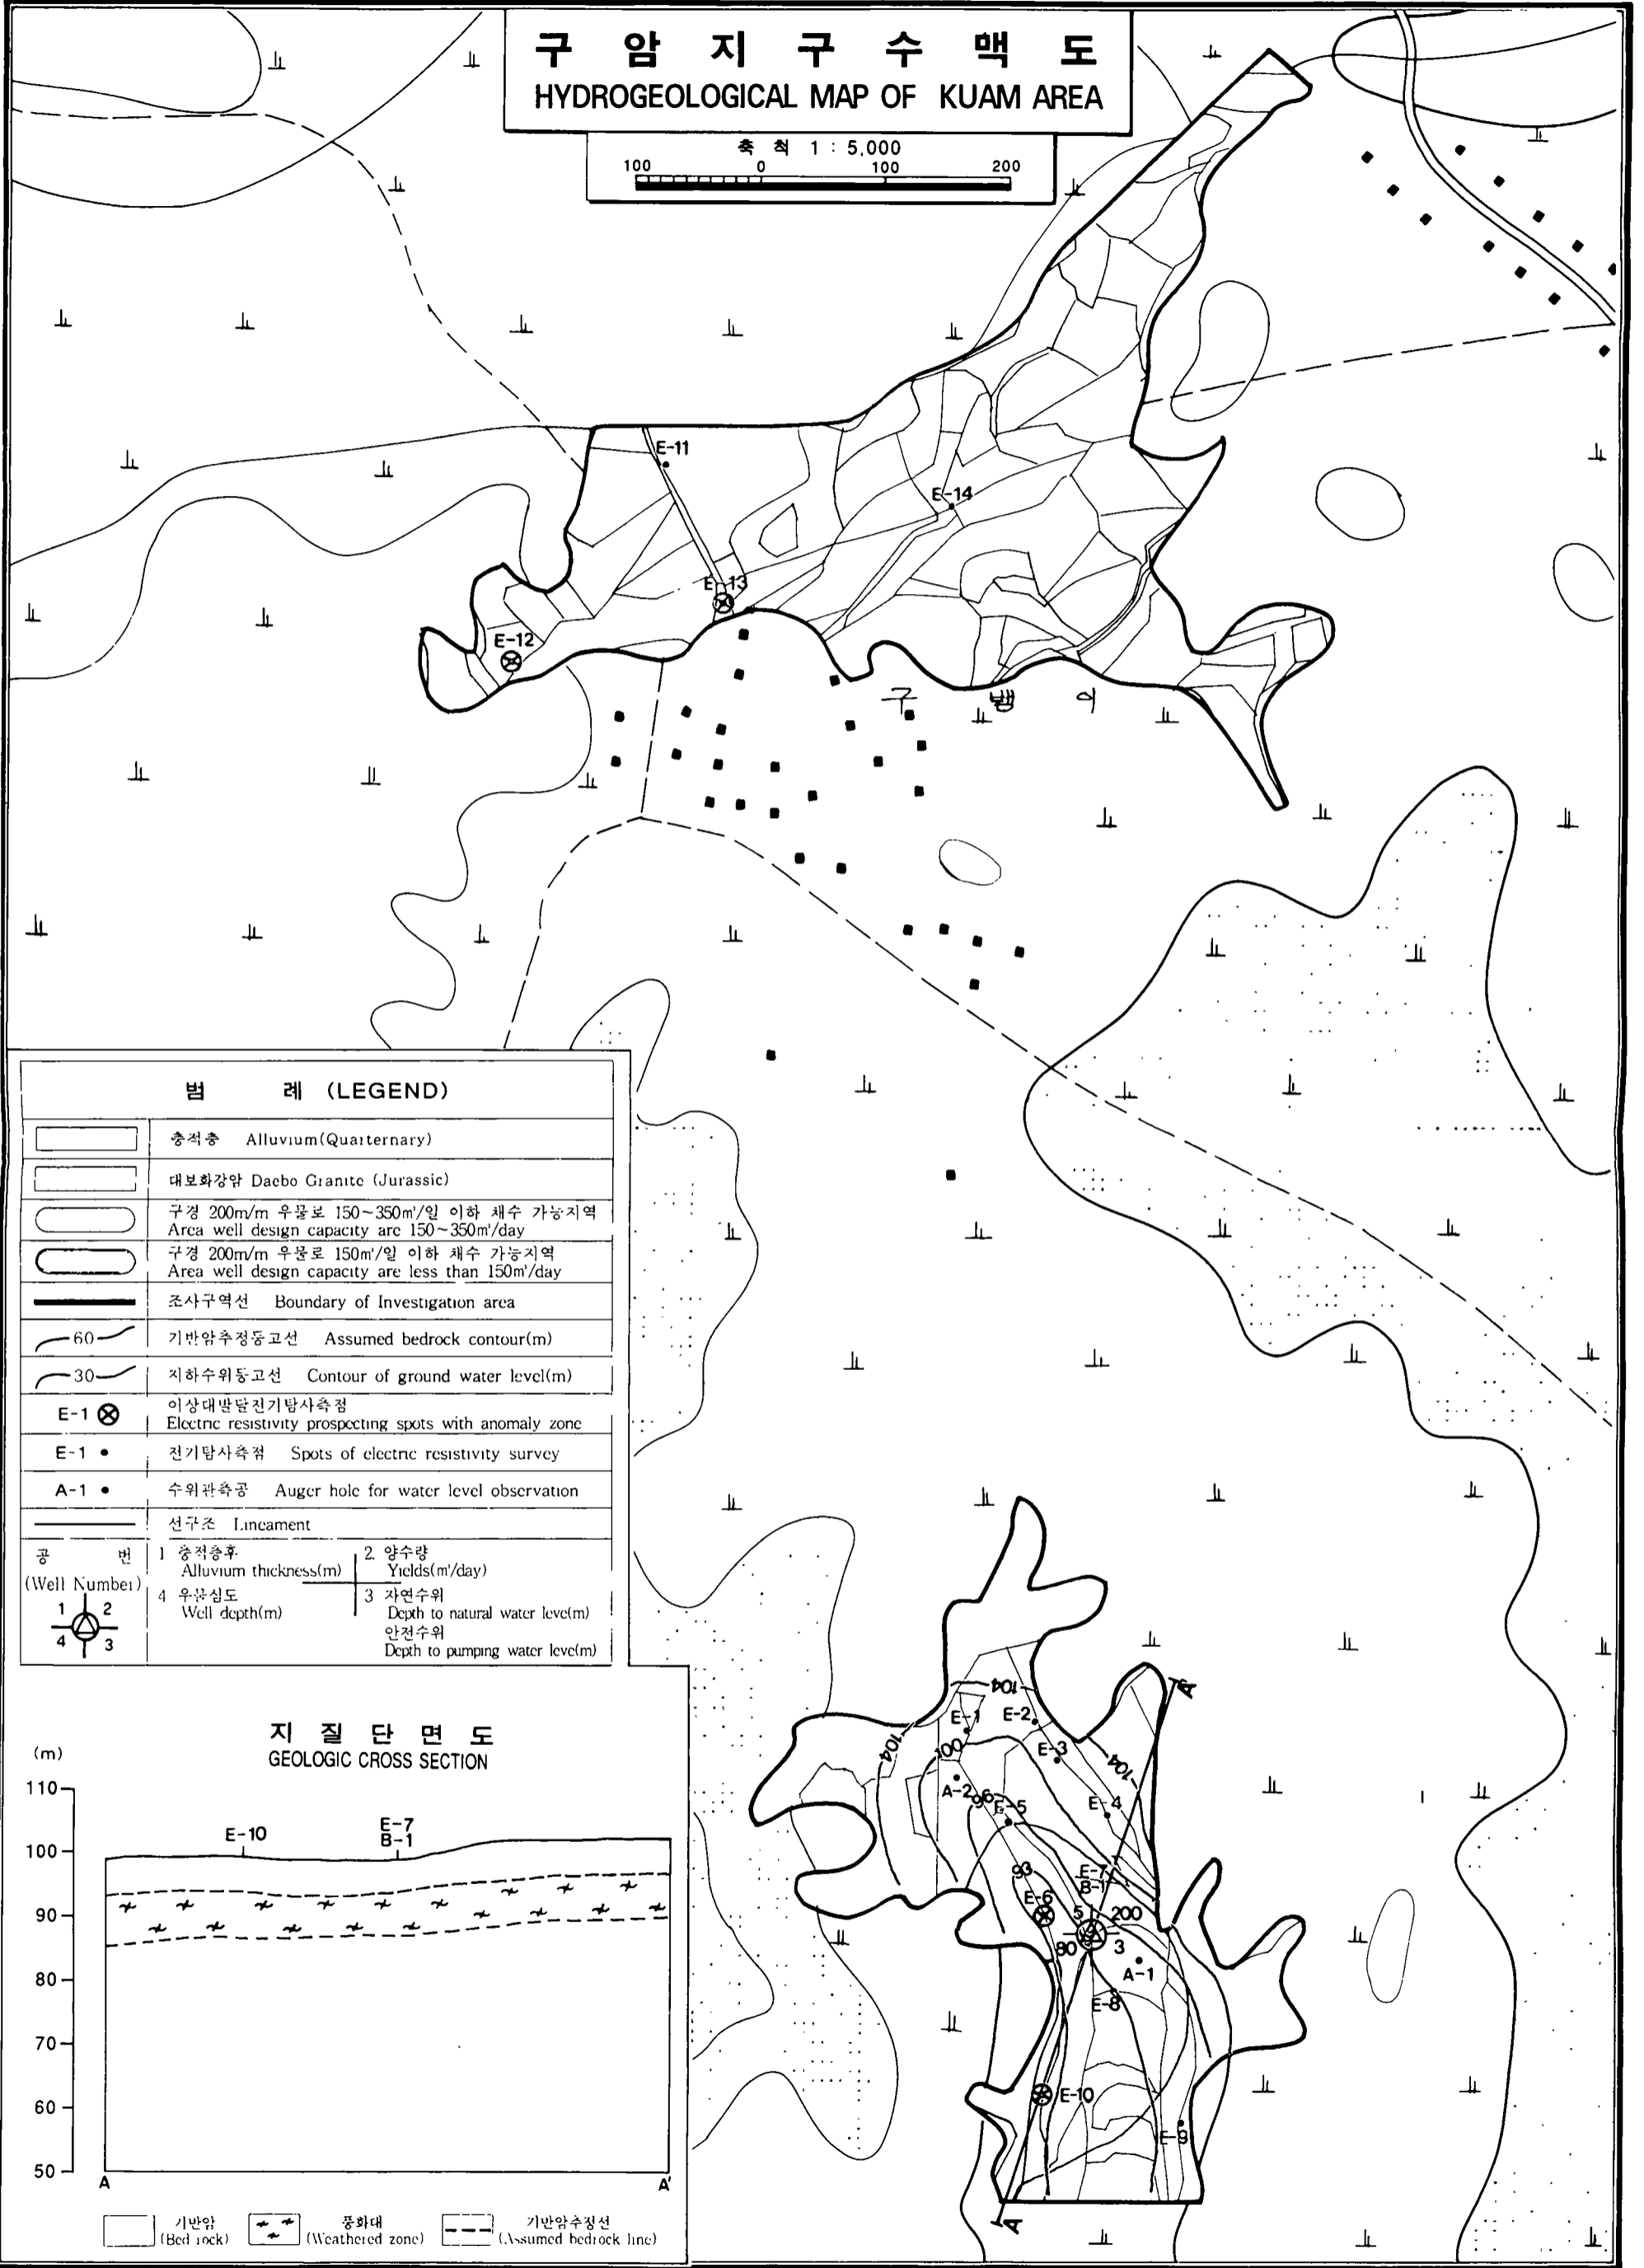 구 암 지 구 수 맥 도
HYDROGEOLOGICAL MAP OF KUAM AREA
축 척 1 : 5,000
100 0 100 200
E-11
E-14
E-13
E-12
구 뱀 이
범 례 (LEGEND)
충적층 Alluvium(Quarternary)
대보화강암 Daebo Granite (Jurassic)
구경 200m/m 우물로 150~350m³/일 이하 채수 가능지역
Area well design capacity are 150~350m³/day
구경 200m/m 우물로 150m³/일 이하 채수 가능지역
Area well design capacity are less than 150m³/day
조사구역선 Boundary of Investigation area
60 기반암추정등고선 Assumed bedrock contour(m)
30 지하수위등고선 Contour of ground water level(m)
E-1 이상대발달전기탐사측점
Electric resistivity prospecting spots with anomaly zone
E-1 전기탐사측점 Spots of electric resistivity survey
A-1 수위관측공 Auger hole for water level observation
선구조 Lineament
공 번
(Well Number)
1 2
4 3
1 충적층후
Alluvium thickness(m)
2. 양수량
Yields(m³/day)
4 우물심도
Well depth(m)
3 자연수위
Depth to natural water leve(m)
안전수위
Depth to pumping water leve(m)
104
A'
E-1
E-2
104
100
E-3
104
A-2
96
E-5
E-4
93
E-7
B-1
E-6
5 200
80 3
A-1
E-8
E-10
E-9
A
지 질 단 면 도
GEOLOGIC CROSS SECTION
(m)
110
100
90
80
70
60
50
E-10
E-7
B-1
A A'
기반암
(Bed rock)
풍화대
(Weathered zone)
기반암추정선
(Assumed bedrock line)